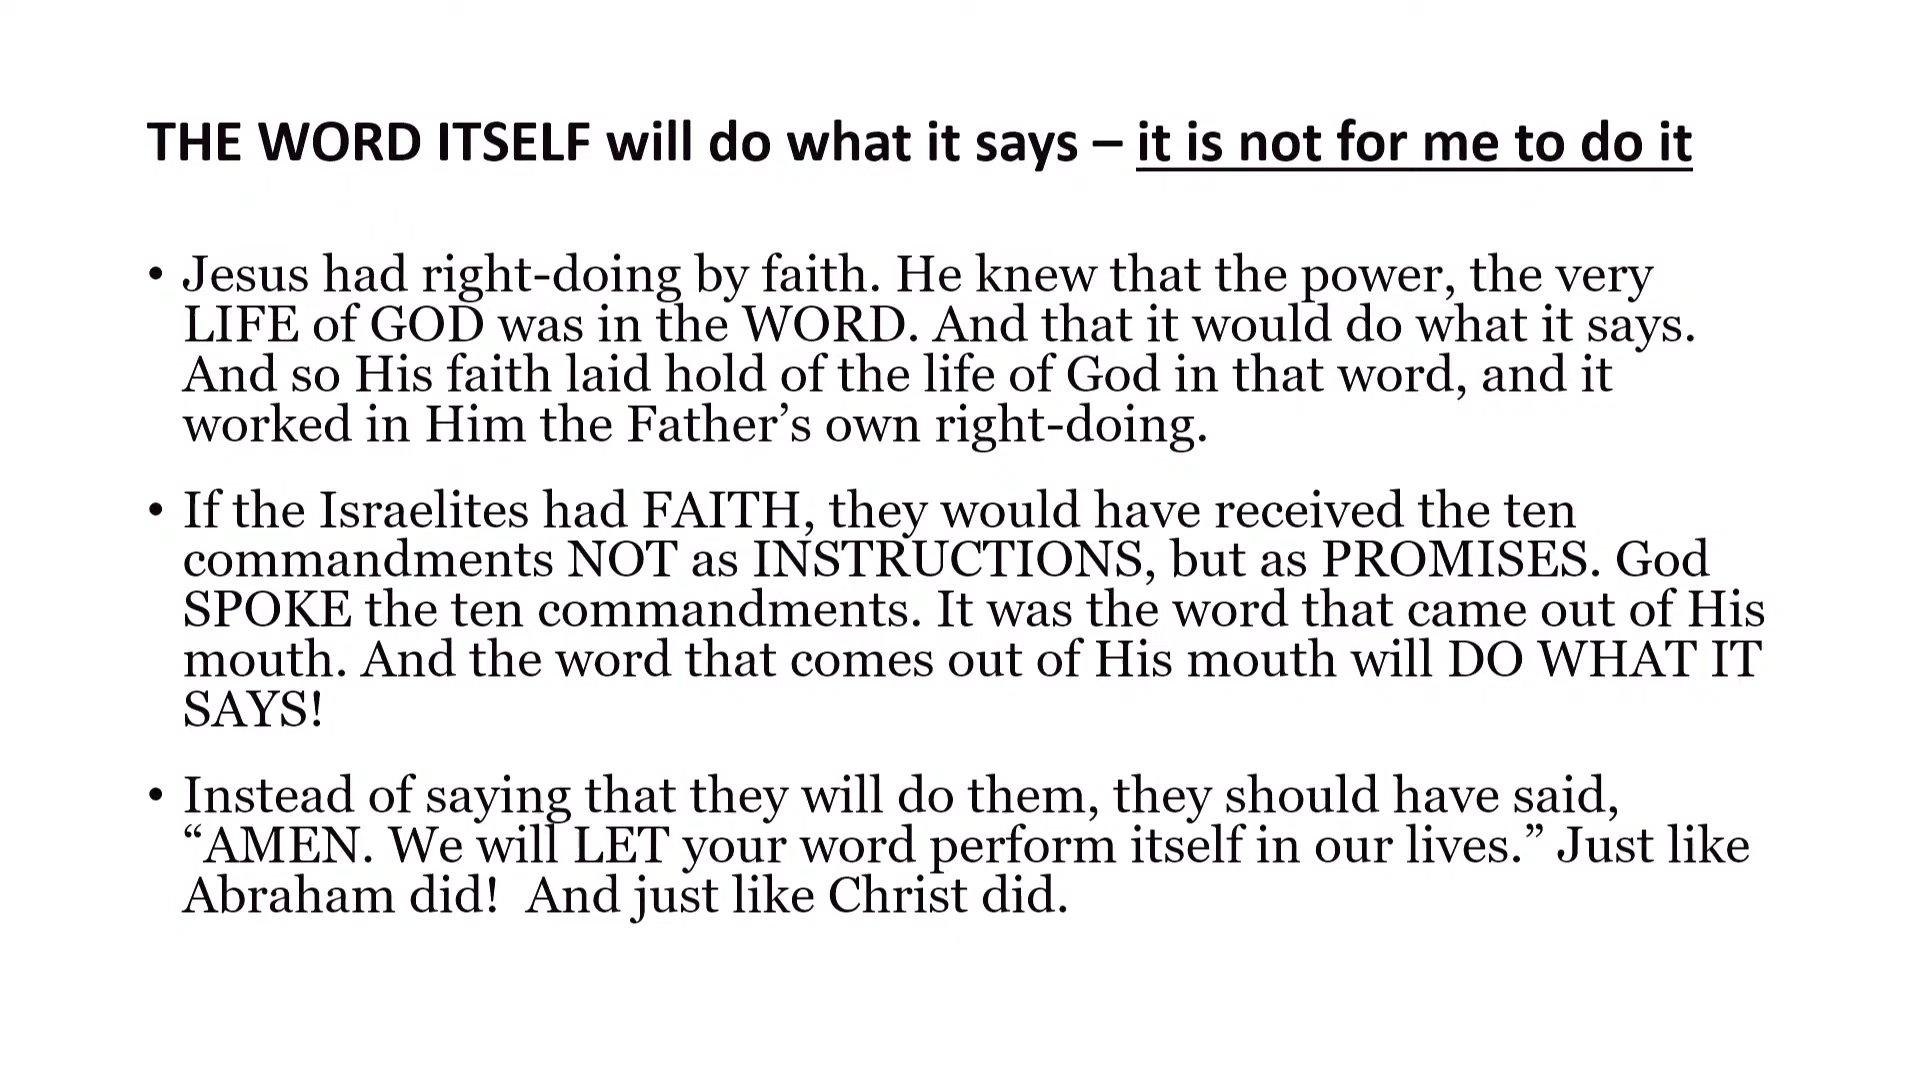 THE WORD ITSELF will do what it says – it is not for me to do it
• Jesus had right-doing by faith. He knew that the power, the very
LIFE of GOD was in the WORD. And that it would do what it says.
And so His faith laid hold of the life of God in that word, and it
worked in Him the Father’s own right-doing.
• If the Israelites had FAITH, they would have received the ten
commandments NOT as INSTRUCTIONS, but as PROMISES. God
SPOKE the ten commandments. It was the word that came out of His
mouth. And the word that comes out of His mouth will DO WHAT IT
SAYS!
• Instead of saying that they will do them, they should have said,
“AMEN. We will LET your word perform itself in our lives.” Just like
Abraham did!  And just like Christ did.